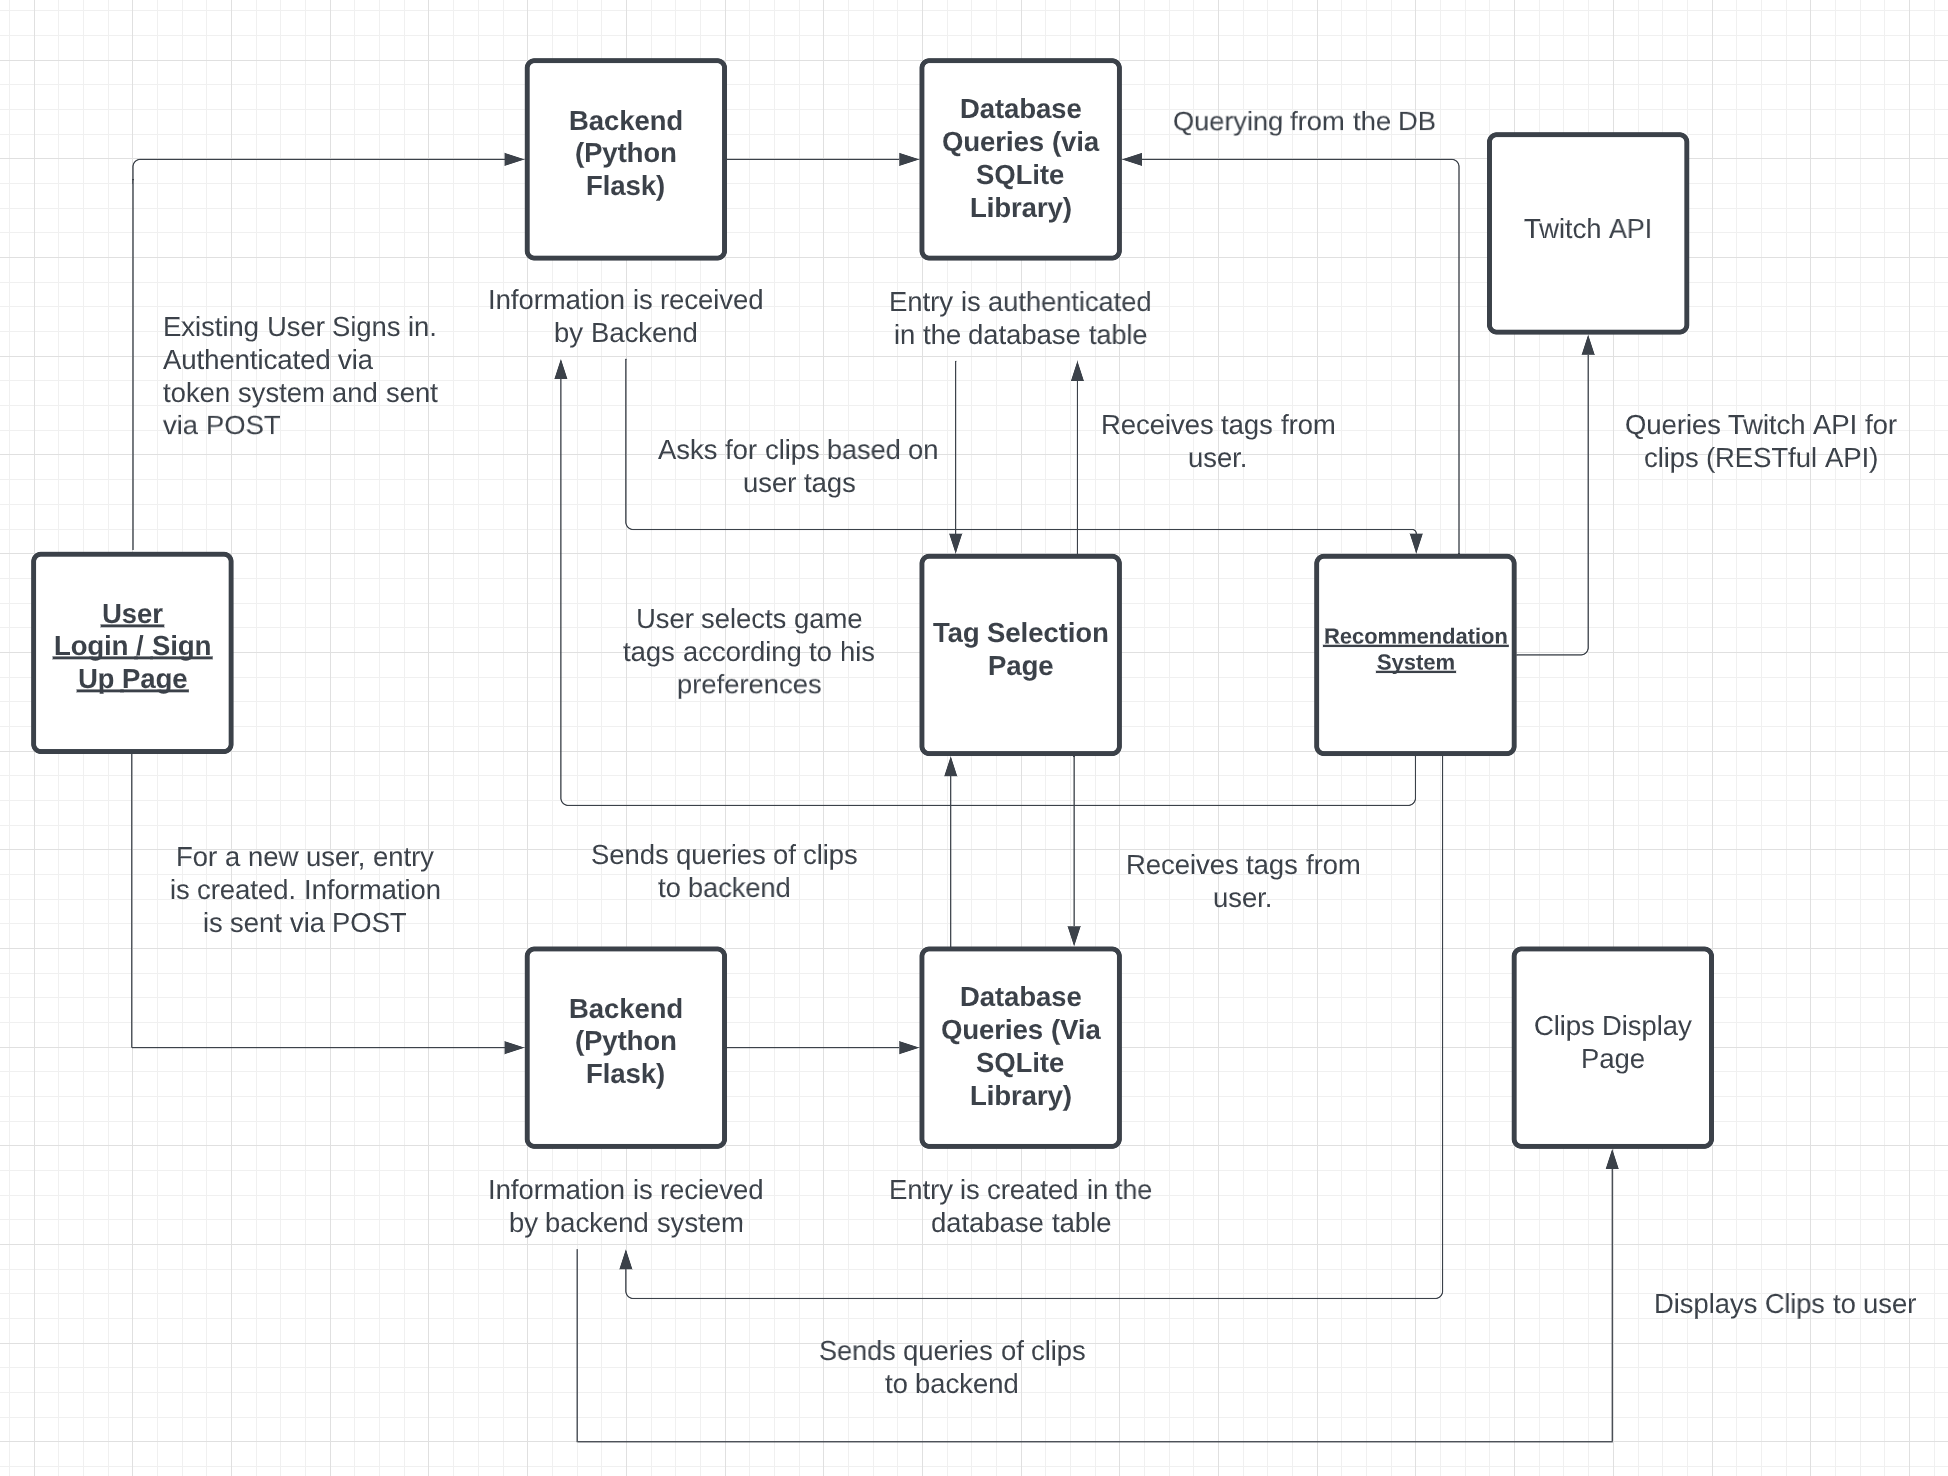 Backend
(Python
Flask)
Database
Queries (via
SQLite
Library)
Querying from the DB
Twitch API
Information is received
by Backend
Entry is authenticated
in the database table
Existing User Signs in.
Authenticated via
token system and sent
via POST
Asks for clips based on
user tags
Receives tags from
user.
Queries Twitch API for
clips (RESTful API)
User
Login / Sign
Up Page
User selects game
tags according to his
preferences
Tag Selection
Page
Recommendation
System
For a new user, entry
is created. Information
is sent via POST
Sends queries of clips
to backend
Receives tags from
user.
Backend
(Python
Flask)
Database
Queries (Via
SQLite
Library)
Clips Display
Page
Information is recieved
by backend system
Entry is created in the
database table
Displays Clips to user
Sends queries of clips
to backend